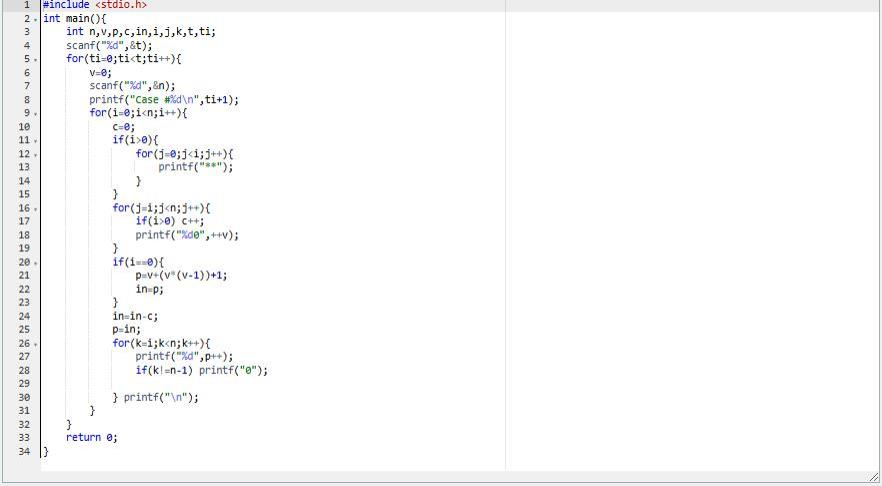 1 #include <stdio.h>
2 int main(){
3     int n,v,p,c,in,i,j,k,t,ti;
4     scanf("%d",&t);
5     for(ti=0;ti<t;ti++){
6         v=0;
7         scanf("%d",&n);
8         printf("Case #%d\n",ti+1);
9         for(i=0;i<n;i++){
10             c=0;
11             if(i>0){
12                 for(j=0;j<i;j++){
13                     printf("**");
14                 }
15             }
16             for(j=i;j<n;j++){
17                 if(i>0) c++;
18                 printf("%d0",++v);
19             }
20             if(i==0){
21                 p=v+(v*(v-1))+1;
22                 in=p;
23             }
24             in=in-c;
25             p=in;
26             for(k=i;k<n;k++){
27                 printf("%d",p++);
28                 if(k!=n-1) printf("0");
29
30             } printf("\n");
31         }
32     }
33     return 0;
34 }